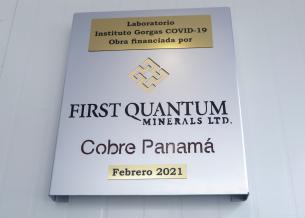 Laboratorio
Instituto Gorgas COVID-19
Obra financiada por
FIRST QUANTUM
MINERALS LTD.
Cobre Panamá
Febrero 2021